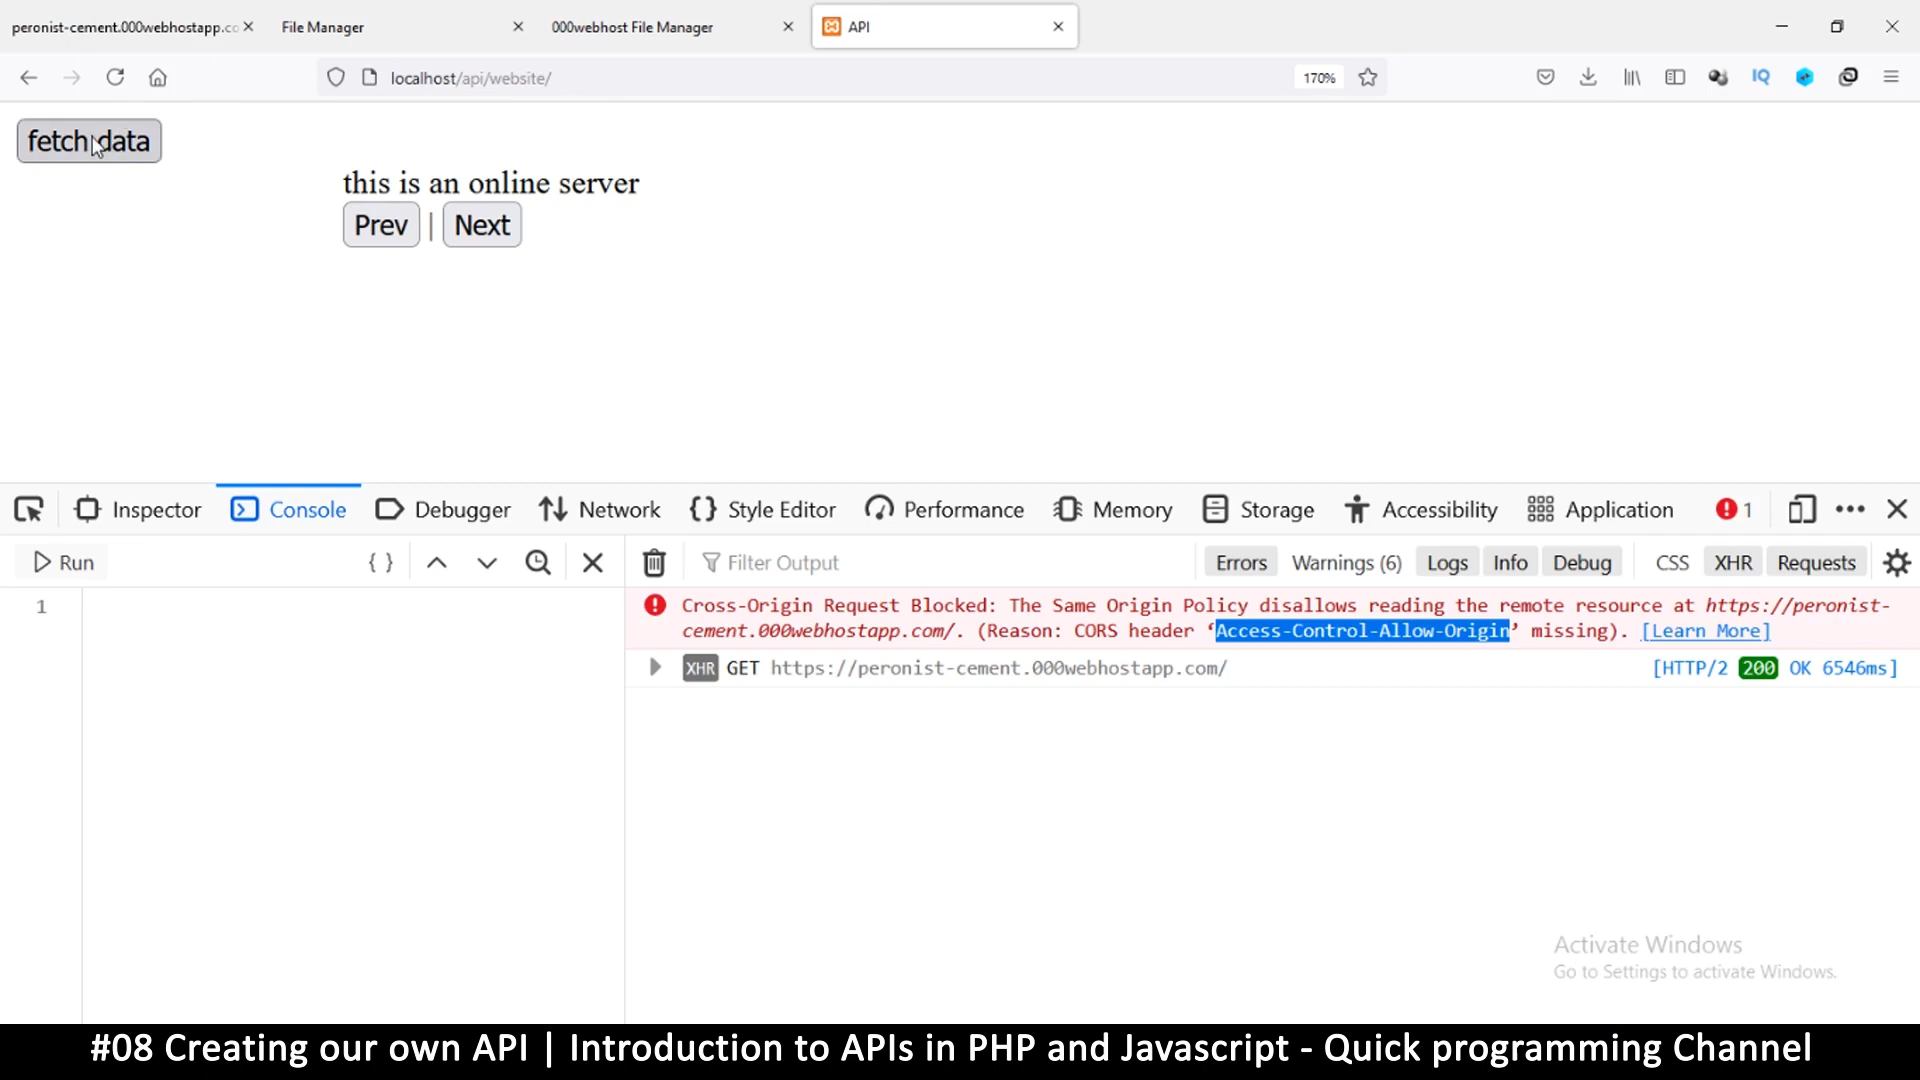 peronist-cement.000webhostapp.co
File Manager
000webhost File Manager
API
localhost/api/website/
170%
IQ
fetch data
this is an online server
Prev | Next
Inspector
Console
Debugger
Network
Style Editor
Performance
Memory
Storage
Accessibility
Application
1
Run
Filter Output
Errors
Warnings (6)
Logs
Info
Debug
CSS
XHR
Requests
1
Cross-Origin Request Blocked: The Same Origin Policy disallows reading the remote resource at https://peronist-
cement.000webhostapp.com/. (Reason: CORS header ‘Access-Control-Allow-Origin’ missing). [Learn More]
XHR GET https://peronist-cement.000webhostapp.com/ [HTTP/2 200 OK 6546ms]
Activate Windows
Go to Settings to activate Windows.
#08 Creating our own API | Introduction to APIs in PHP and Javascript - Quick programming Channel